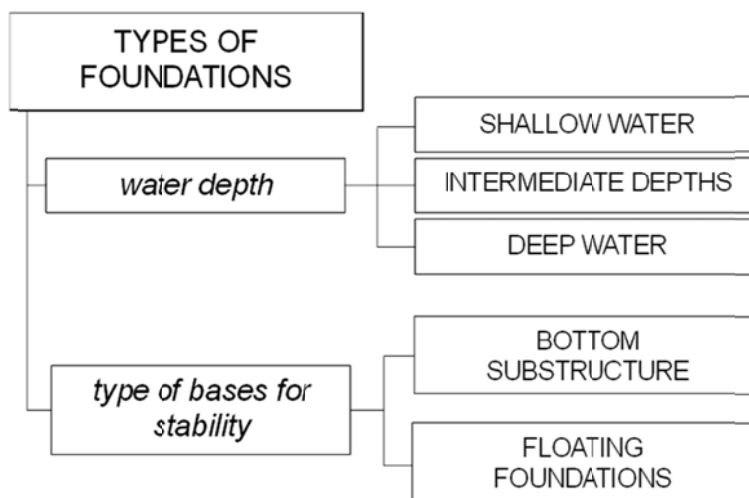 TYPES OF
FOUNDATIONS
SHALLOW WATER
water depth
INTERMEDIATE DEPTHS
DEEP WATER
BOTTOM
SUBSTRUCTURE
type of bases for
stability
FLOATING
FOUNDATIONS